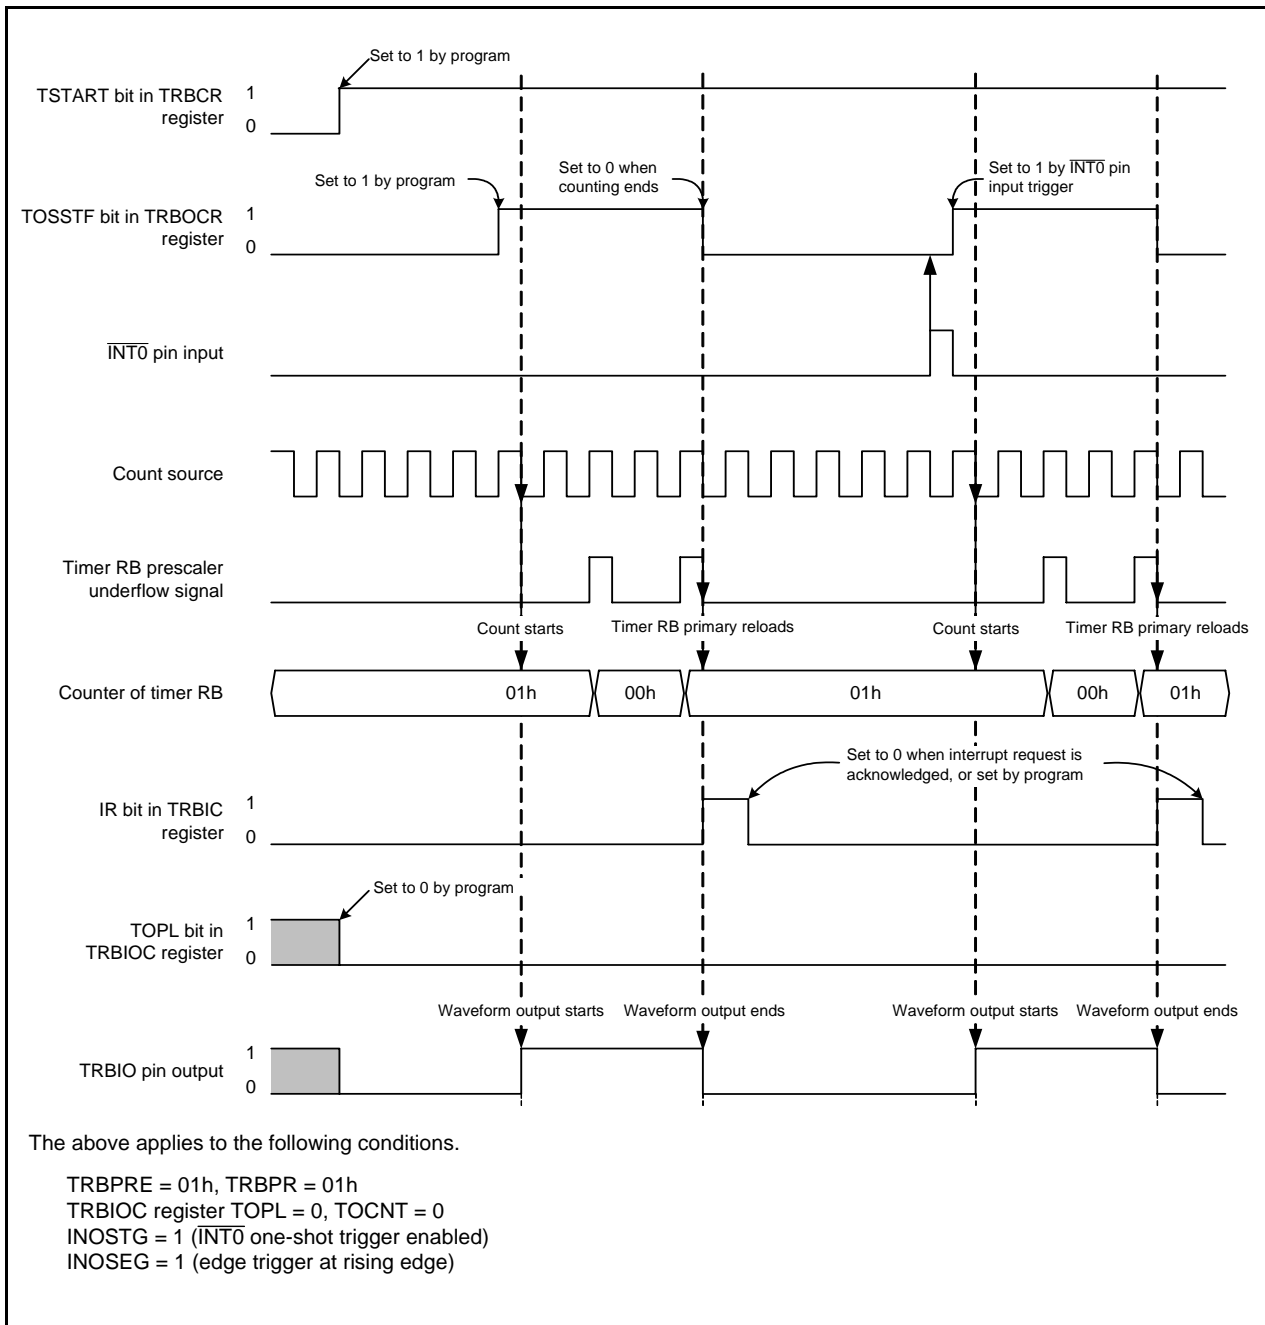 Set to 1 by program
TSTART bit in TRBCR
register
1
0
Set to 1 by program
Set to 0 when
counting ends
Set to 1 by INT0 pin
input trigger
TOSSTF bit in TRBOCR
register
1
0
INT0 pin input
Count source
Timer RB prescaler
underflow signal
Count starts
Timer RB primary reloads
Count starts
Timer RB primary reloads
Counter of timer RB
01h
00h
01h
00h
01h
Set to 0 when interrupt request is
acknowledged, or set by program
IR bit in TRBIC
register
1
0
Set to 0 by program
TOPL bit in
TRBIOC register
1
0
Waveform output starts
Waveform output ends
Waveform output starts
Waveform output ends
TRBIO pin output
1
0
The above applies to the following conditions.
TRBPRE = 01h, TRBPR = 01h
TRBIOC register TOPL = 0, TOCNT = 0
INOSTG = 1 (INT0 one-shot trigger enabled)
INOSEG = 1 (edge trigger at rising edge)